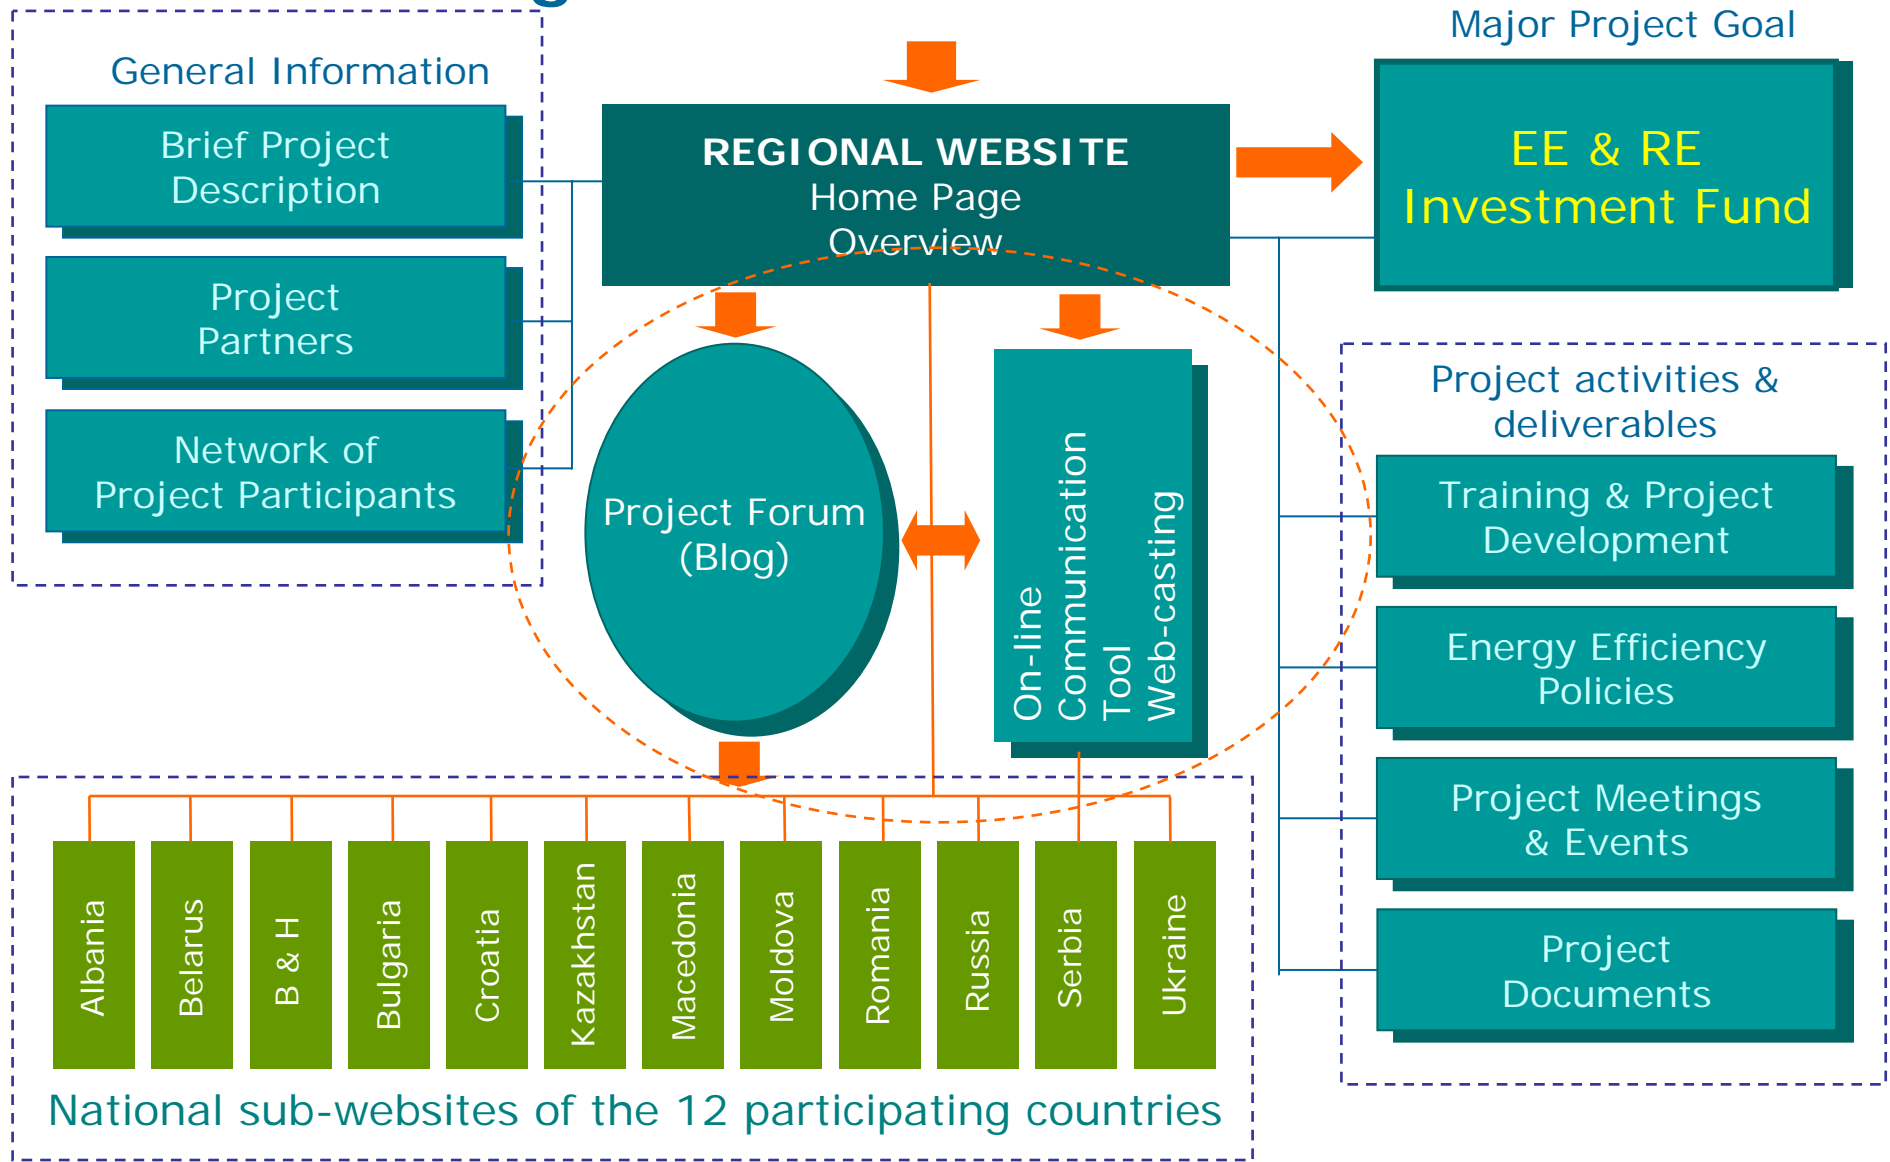 General Information
Brief Project
Description
Project
Partners
Network of
Project Participants
REGIONAL WEBSITE
Home Page
Overview
Major Project Goal
EE & RE
Investment Fund
Project Forum
(Blog)
On-line
Communication
Tool
Web-casting
Project activities &
deliverables
Training & Project
Development
Energy Efficiency
Policies
Project Meetings
& Events
Project
Documents
Albania
Belarus
B & H
Bulgaria
Croatia
Kazakhstan
Macedonia
Moldova
Romania
Russia
Serbia
Ukraine
National sub-websites of the 12 participating countries